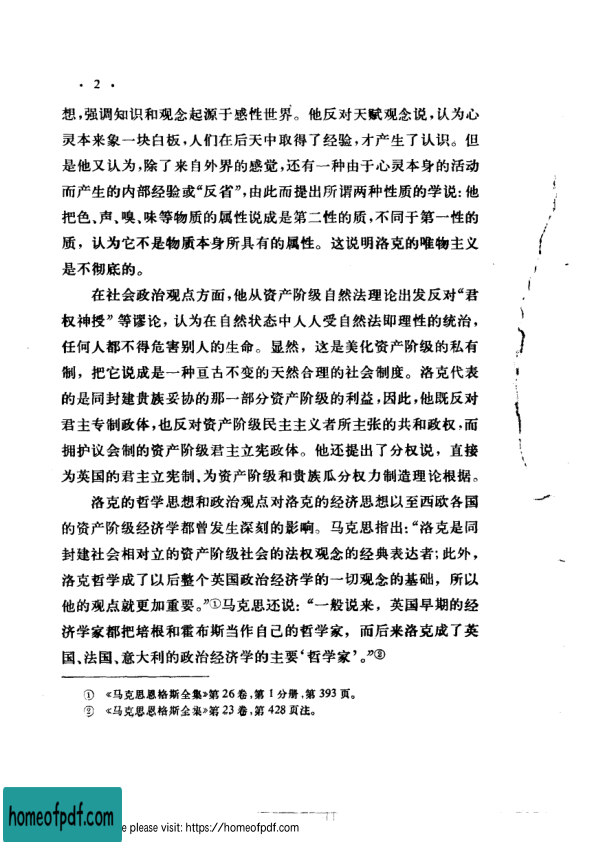 · 2 ·
想,强调知识和观念起源于感性世界。他反对天赋观念说,认为心
灵本来象一块白板,人们在后天中取得了经验,才产生了认识。但
是他又认为,除了来自外界的感觉,还有一种由于心灵本身的活动
而产生的内部经验或“反省”,由此而提出所谓两种性质的学说:他
把色、声、嗅、味等物质的属性说成是第二性的质,不同于第一性的
质,认为它不是物质本身所具有的属性。这说明洛克的唯物主义
是不彻底的。
在社会政治观点方面,他从资产阶级自然法理论出发反对“君
权神授”等谬论,认为在自然状态中人人受自然法即理性的统治,
任何人都不得危害别人的生命。显然,这是美化资产阶级的私有
制,把它说成是一种亘古不变的天然合理的社会制度。洛克代表
的是同封建贵族妥协的那一部分资产阶级的利益,因此,他既反对
君主专制政体,也反对资产阶级民主主义者所主张的共和政权,而
拥护议会制的资产阶级君主立宪政体。他还提出了分权说,直接
为英国的君主立宪制、为资产阶级和贵族瓜分权力制造理论根据。
洛克的哲学思想和政治观点对洛克的经济思想以至西欧各国
的资产阶级经济学都曾发生深刻的影响。马克思指出:“洛克是同
封建社会相对立的资产阶级社会的法权观念的经典表达者;此外,
洛克哲学成了以后整个英国政治经济学的一切观念的基础,所以
他的观点就更加重要。”①马克思还说:“一般说来,英国早期的经
济学家都把培根和霍布斯当作自己的哲学家,而后来洛克成了英
国、法国、意大利的政治经济学的主要‘哲学家’。”②
① 《马克思恩格斯全集》第26卷,第1分册,第393页。
② 《马克思恩格斯全集》第23卷,第428页注。
homeofpdf.com
e please visit: https://homeofpdf.com